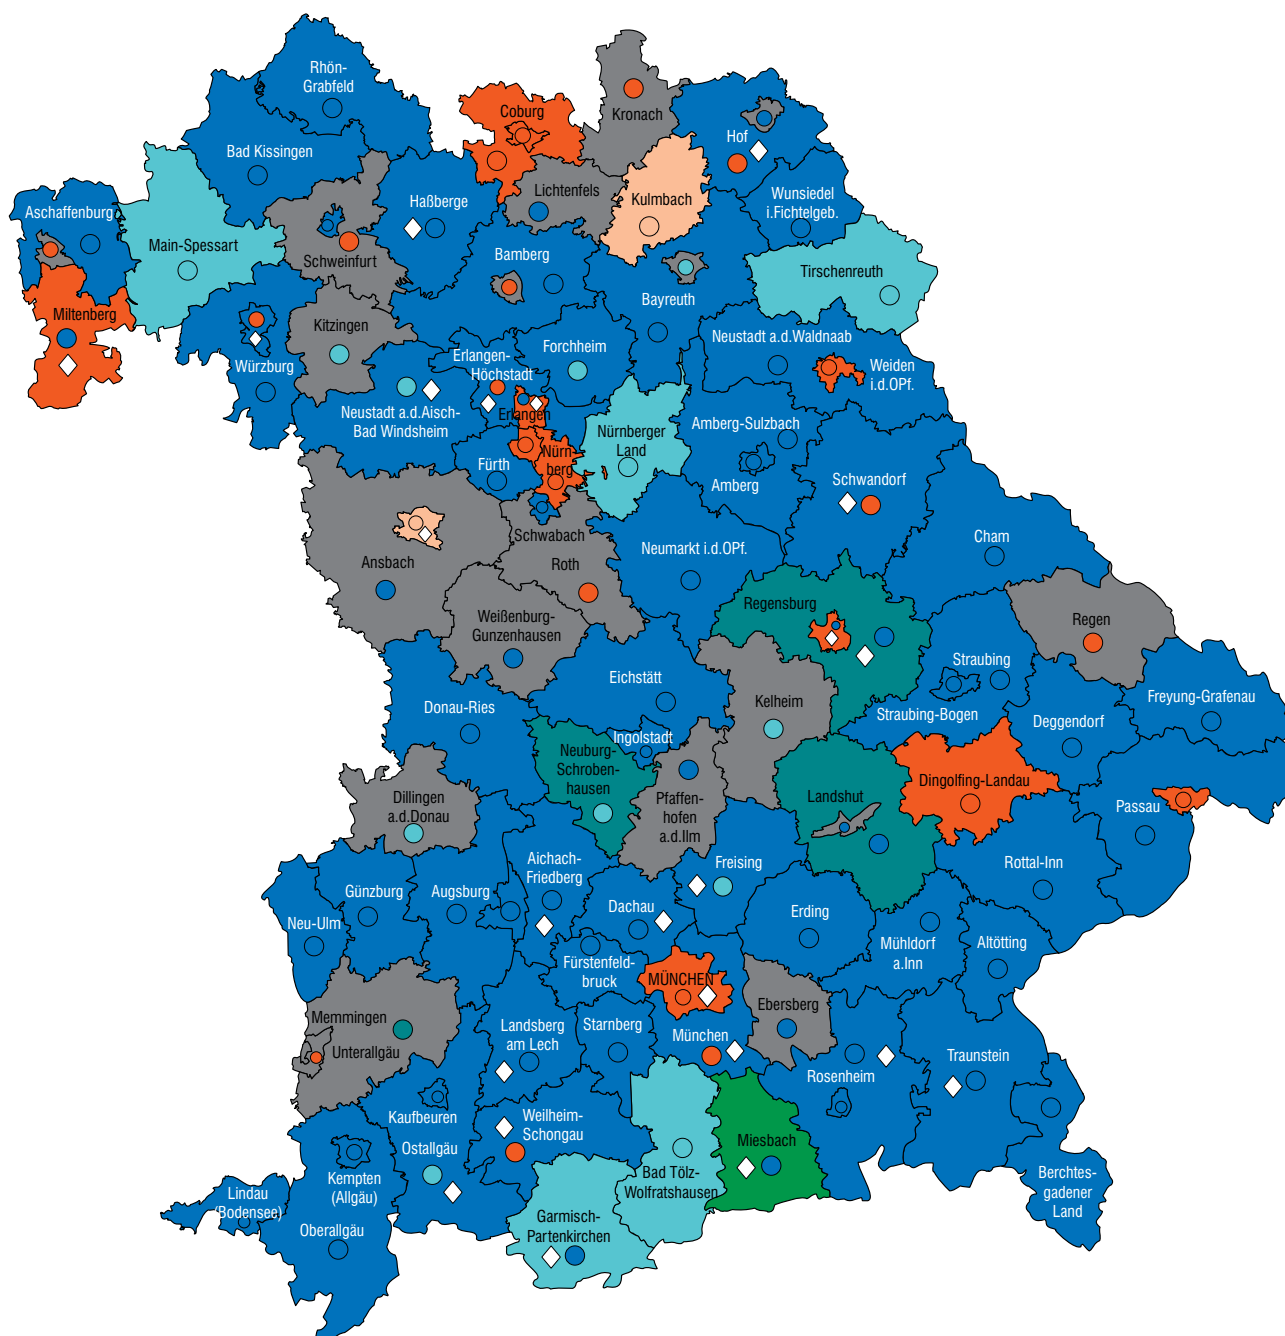 Rhön-
Grabfeld
Coburg
Kronach
Hof
Bad Kissingen
Lichtenfels
Kulmbach
Wunsiedel
i.Fichtelgeb.
Aschaffenburg
Haßberge
Main-Spessart
Schweinfurt
Bamberg
Tirschenreuth
Bayreuth
Miltenberg
Kitzingen
Neustadt a.d.Waldnaab
Forchheim
Erlangen-
Höchstadt
Weiden
i.d.OPf.
Würzburg
Neustadt a.d.Aisch-
Bad Windsheim
Erlangen
Amberg-Sulzbach
Nürnberger
Land
Nürn-
berg
Fürth
Amberg
Schwandorf
Schwabach
Cham
Neumarkt i.d.OPf.
Ansbach
Roth
Regensburg
Weißenburg-
Gunzenhausen
Regen
Straubing
Eichstätt
Kelheim
Freyung-Grafenau
Donau-Ries
Straubing-Bogen
Deggendorf
Ingolstadt
Neuburg-
Schroben-
hausen
Dingolfing-Landau
Dillingen
a.d.Donau
Landshut
Pfaffen-
hofen
a.d.Ilm
Passau
Aichach-
Friedberg
Freising
Rottal-Inn
Günzburg
Augsburg
Dachau
Erding
Neu-Ulm
Mühldorf
a.Inn
Altötting
Fürstenfeld-
bruck
MÜNCHEN
Ebersberg
Memmingen
Landsberg
am Lech
Starnberg
München
Unterallgäu
Traunstein
Rosenheim
Kaufbeuren
Weilheim-
Schongau
Ostallgäu
Miesbach
Bad Tölz-
Wolfratshausen
Kempten
(Allgäu)
Berchtes-
gadener
Land
Lindau
(Bodensee)
Garmisch-
Partenkirchen
Oberallgäu